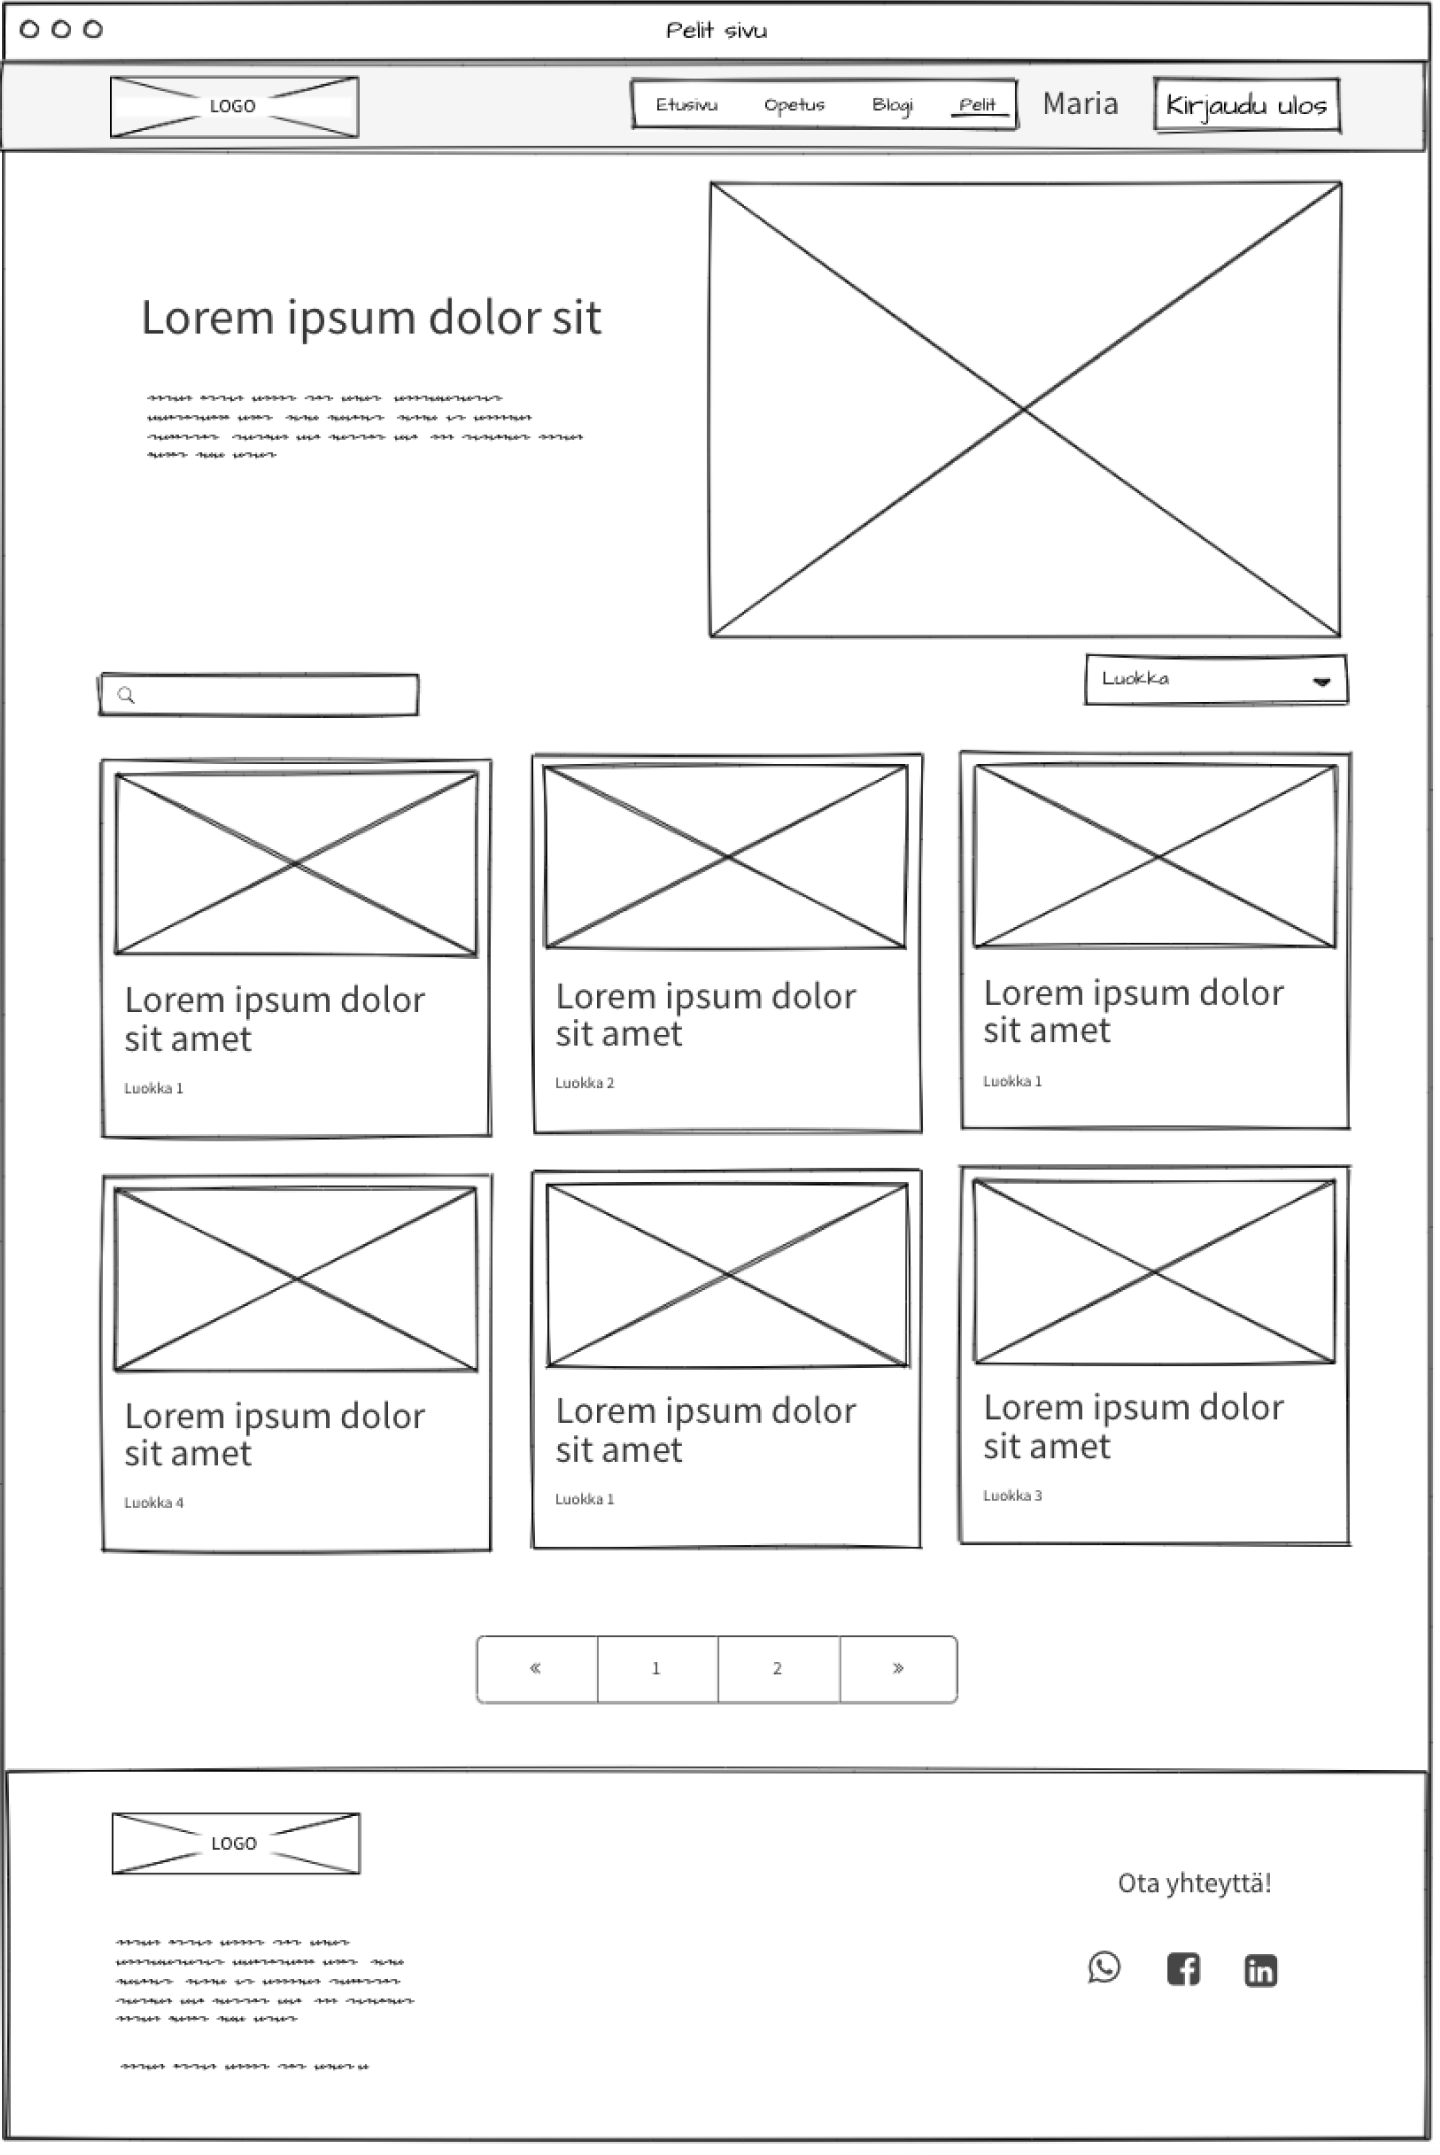 Pelit sivu
LOGO
Etusivu Opetus Blogi Pelit Maria Kirjaudu ulos
Lorem ipsum dolor sit
Luokka
Lorem ipsum dolor
sit amet
Luokka 1
Lorem ipsum dolor
sit amet
Luokka 2
Lorem ipsum dolor
sit amet
Luokka 1
Lorem ipsum dolor
sit amet
Luokka 4
Lorem ipsum dolor
sit amet
Luokka 1
Lorem ipsum dolor
sit amet
Luokka 3
« 1 2 »
LOGO
Ota yhteyttä!